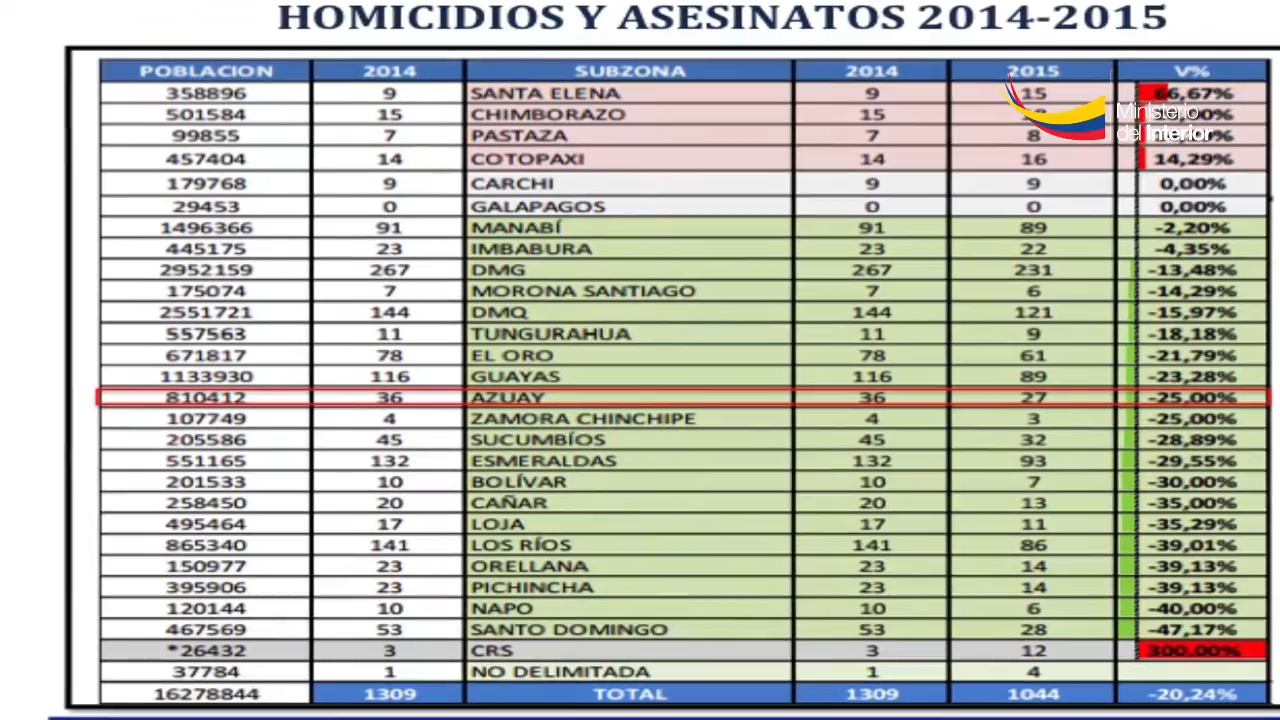 HOMICIDIOS Y ASESINATOS 2014-2015
POBLACION 2014 SUBZONA 2014 2015 V%
358896 9 SANTA ELENA 9 15 66,67%
501584 15 CHIMBORAZO 15
99855 7 PASTAZA 7 8
457404 14 COTOPAXI 14 16 14,29%
179768 9 CARCHI 9 9 0,00%
29453 0 GALAPAGOS 0 0 0,00%
1496366 91 MANABÍ 91 89 -2,20%
445175 23 IMBABURA 23 22 -4,35%
2952159 267 DMG 267 231 -13,48%
175074 7 MORONA SANTIAGO 7 6 -14,29%
2551721 144 DMQ 144 121 -15,97%
557563 11 TUNGURAHUA 11 9 -18,18%
671817 78 EL ORO 78 61 -21,79%
1133930 116 GUAYAS 116 89 -23,28%
810412 36 AZUAY 36 27 -25,00%
107749 4 ZAMORA CHINCHIPE 4 3 -25,00%
205586 45 SUCUMBÍOS 45 32 -28,89%
551165 132 ESMERALDAS 132 93 -29,55%
201533 10 BOLÍVAR 10 7 -30,00%
258450 20 CAÑAR 20 13 -35,00%
495464 17 LOJA 17 11 -35,29%
865340 141 LOS RÍOS 141 86 -39,01%
150977 23 ORELLANA 23 14 -39,13%
395906 23 PICHINCHA 23 14 -39,13%
120144 10 NAPO 10 6 -40,00%
467569 53 SANTO DOMINGO 53 28 -47,17%
*26432 3 CRS 3 12 300.00%
37784 1 NO DELIMITADA 1 4
16278844 1309 TOTAL 1309 1044 -20,24%
Ministerio
del Interior